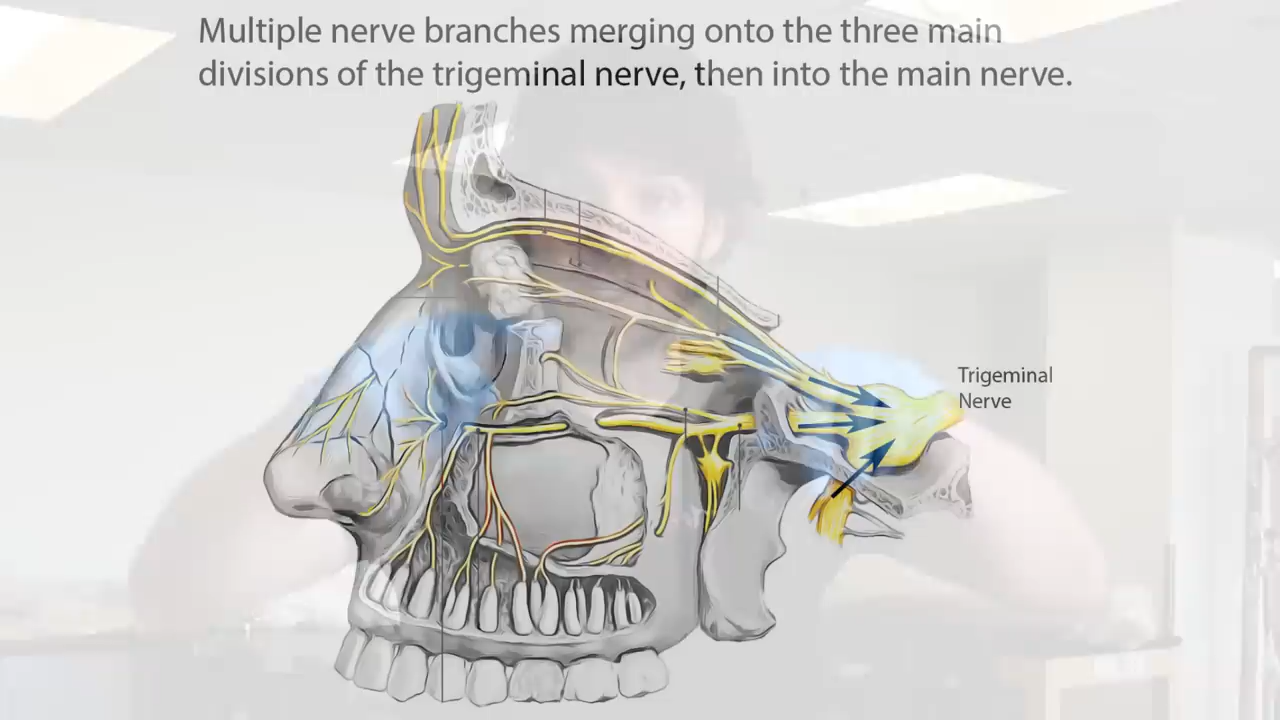 Multiple nerve branches merging onto the three main
divisions of the trigeminal nerve, then into the main nerve.
Trigeminal
Nerve